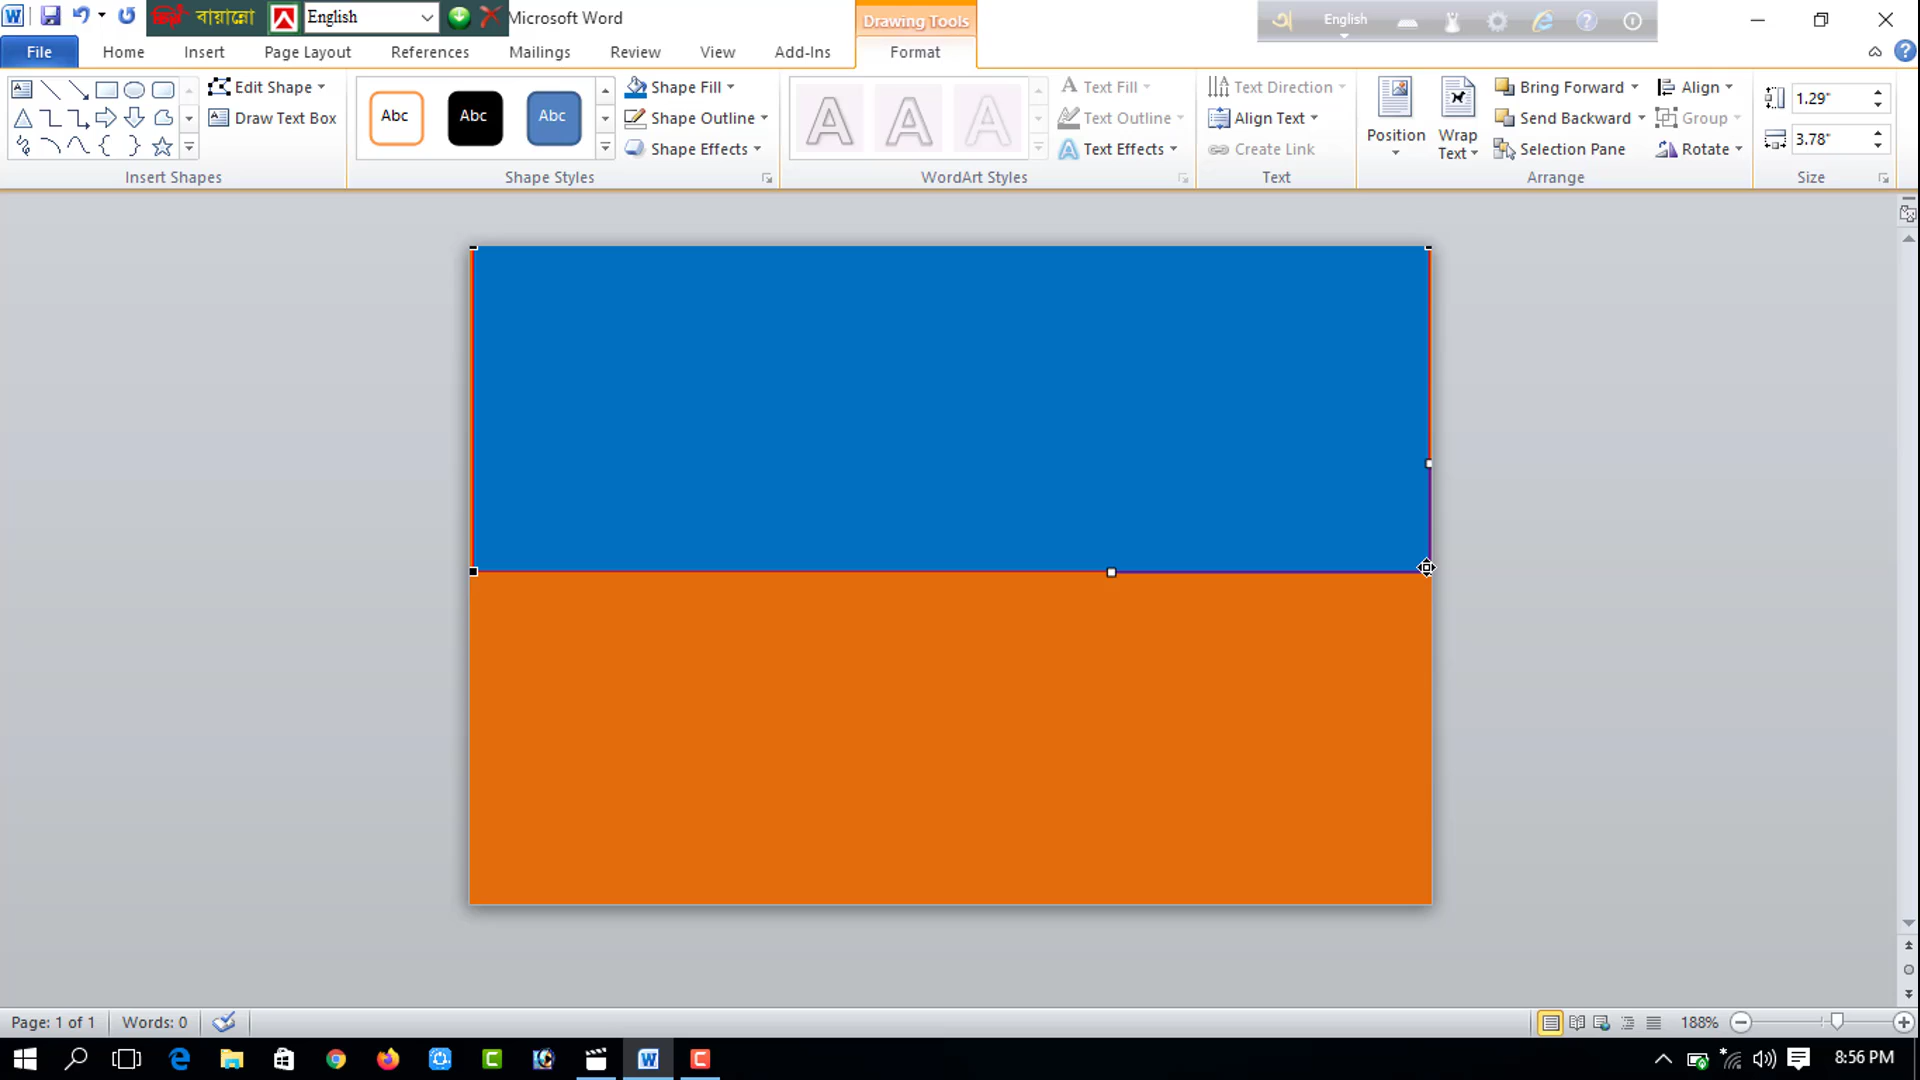 বায়ান্নো English Microsoft Word Drawing Tools English
File Home Insert Page Layout References Mailings Review View Add-Ins Format
Edit Shape
Draw Text Box
Insert Shapes
Abc Abc Abc
Shape Fill
Shape Outline
Shape Effects
Shape Styles
WordArt Styles
Text Fill
Text Outline
Text Effects
Text Direction
Align Text
Create Link
Text
Position
Wrap Text
Bring Forward
Send Backward
Selection Pane
Align
Group
Rotate
Arrange
1.29"
3.78"
Size
Page: 1 of 1 Words: 0 188%
8:56 PM